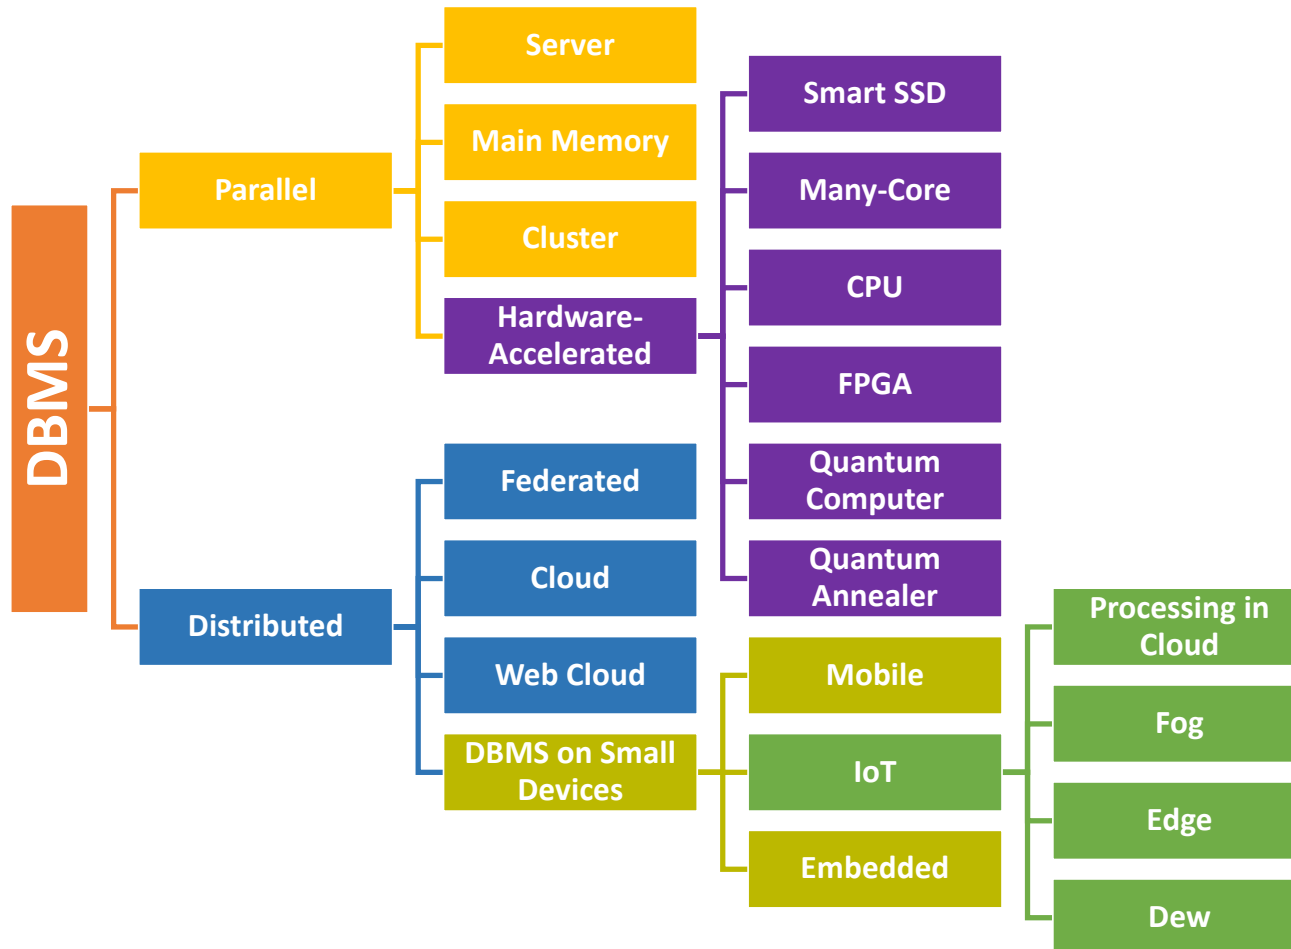 DBMS
Parallel
Server
Main Memory
Cluster
Hardware-
Accelerated
Smart SSD
Many-Core
CPU
FPGA
Quantum
Computer
Quantum
Annealer
Distributed
Federated
Cloud
Web Cloud
DBMS on Small
Devices
Mobile
IoT
Embedded
Processing in
Cloud
Fog
Edge
Dew